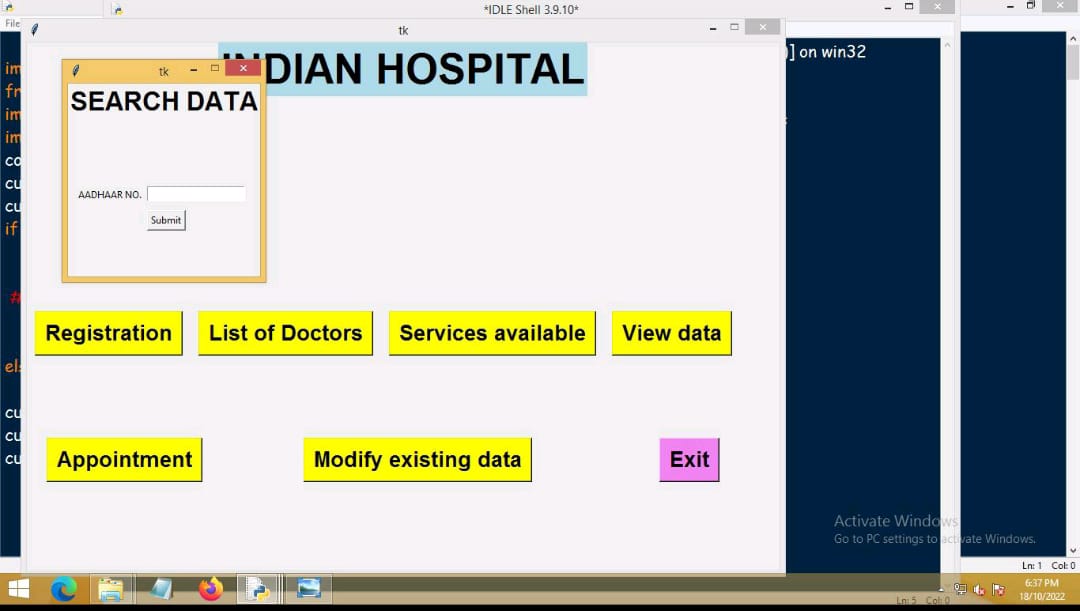 *IDLE Shell 3.9.10*
File
tk
)] on win32
INDIAN HOSPITAL
tk
SEARCH DATA
AADHAAR NO.
Submit
im
fr
im
im
co
cu
cu
if
#
els
cu
cu
cu
Registration
List of Doctors
Services available
View data
Appointment
Modify existing data
Exit
Activate Windows
Go to PC settings to activate Windows.
Ln: 1 Col: 0
6:37 PM
18/10/2022
Ln: 5 Col: 0